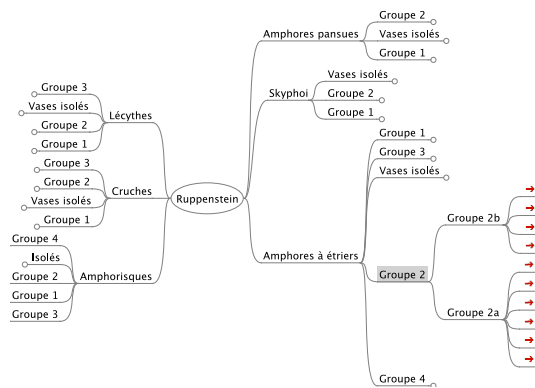 Groupe 2
Amphores pansues
Vases isolés
Groupe 1
Vases isolés
Skyphoi
Groupe 2
Groupe 1
Groupe 3
Vases isolés
Lécythes
Groupe 2
Groupe 1
Groupe 3
Groupe 2
Cruches
Vases isolés
Groupe 1
Ruppenstein
Groupe 1
Groupe 3
Vases isolés
Amphores à étriers
Groupe 2
Groupe 2b
Groupe 2a
Groupe 4
Groupe 4
Isolés
Groupe 2
Amphorisques
Groupe 1
Groupe 3